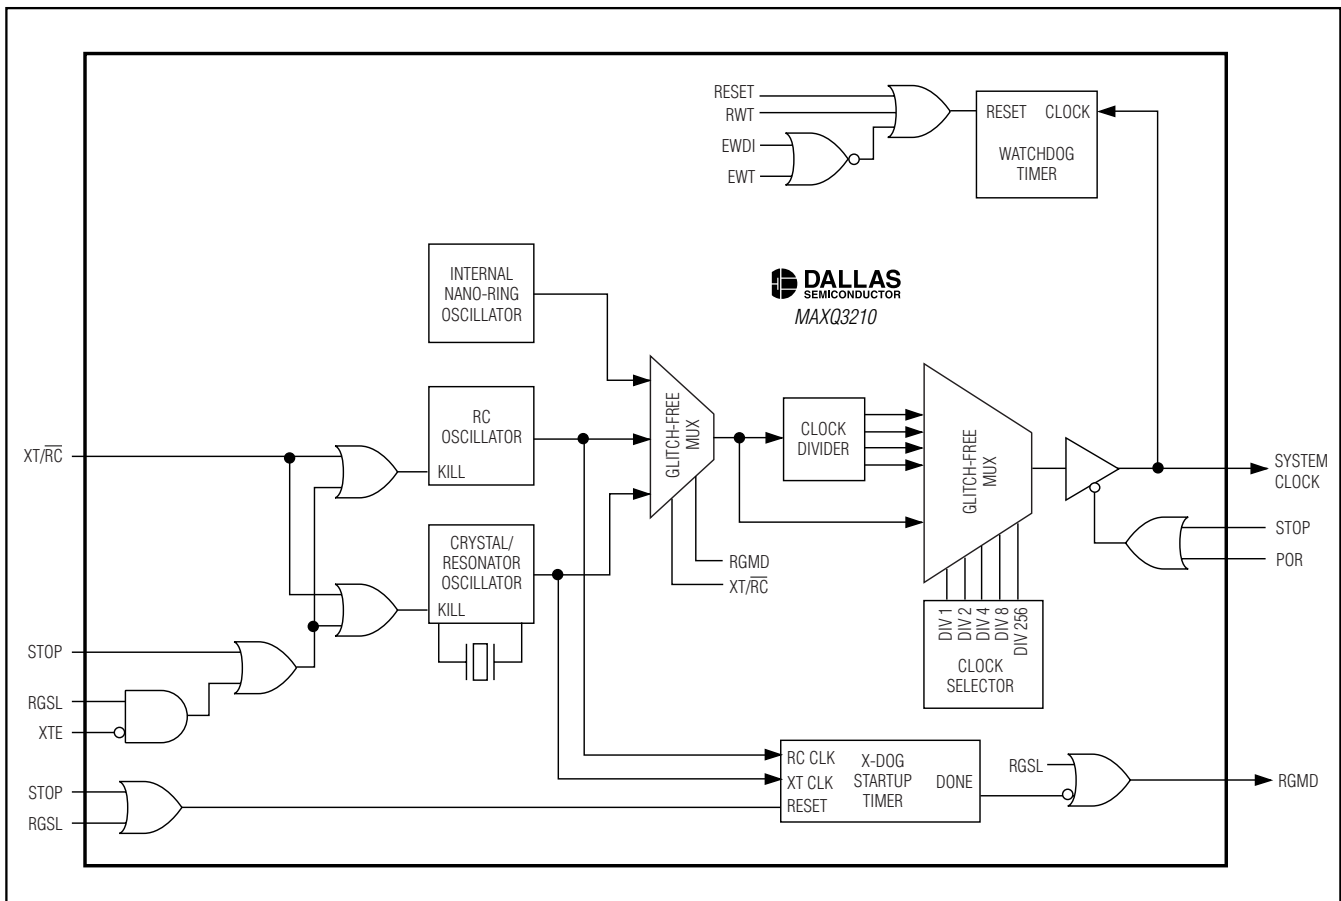 RESET
RWT
EWDI
EWT
RESET CLOCK
WATCHDOG
TIMER
INTERNAL
NANO-RING
OSCILLATOR
DALLAS
SEMICONDUCTOR
MAXQ3210
RC
OSCILLATOR
KILL
GLITCH-FREE
MUX
CLOCK
DIVIDER
GLITCH-FREE
MUX
XT/R̅C̅
SYSTEM
CLOCK
STOP
POR
CRYSTAL/
RESONATOR
OSCILLATOR
KILL
RGMD
XT/R̅C̅
DIV 1
DIV 2
DIV 4
DIV 8
DIV 256
CLOCK
SELECTOR
STOP
RGSL
XTE
RC CLK
XT CLK
RESET
X-DOG
STARTUP
TIMER
DONE
RGSL
RGMD
STOP
RGSL